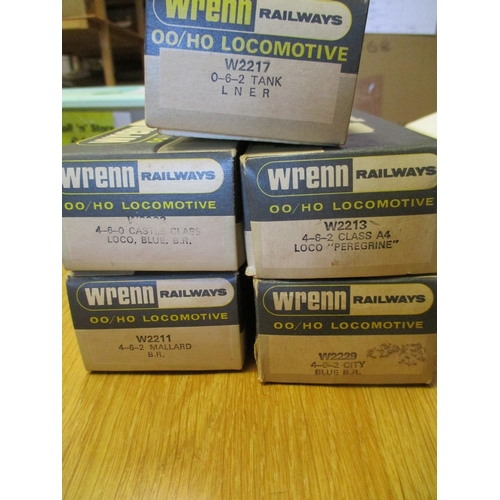 Wrenn RAILWAYS
OO/HO LOCOMOTIVE
W2217
0-6-2 TANK
L N E R
Wrenn RAILWAYS
OO/HO LOCOMOTIVE
4-6-0 CASTLE CLASS
LOCO, BLUE, B.R.
Wrenn RAILWAYS
OO/HO LOCOMOTIVE
W2213
4-6-2 CLASS A4
LOCO "PEREGRINE"
Wrenn RAILWAYS
OO/HO LOCOMOTIVE
W2211
4-6-2 MALLARD
B.R.
Wrenn RAILWAYS
OO/HO LOCOMOTIVE
W2229
4-6-2 CITY
BLUE B.R.